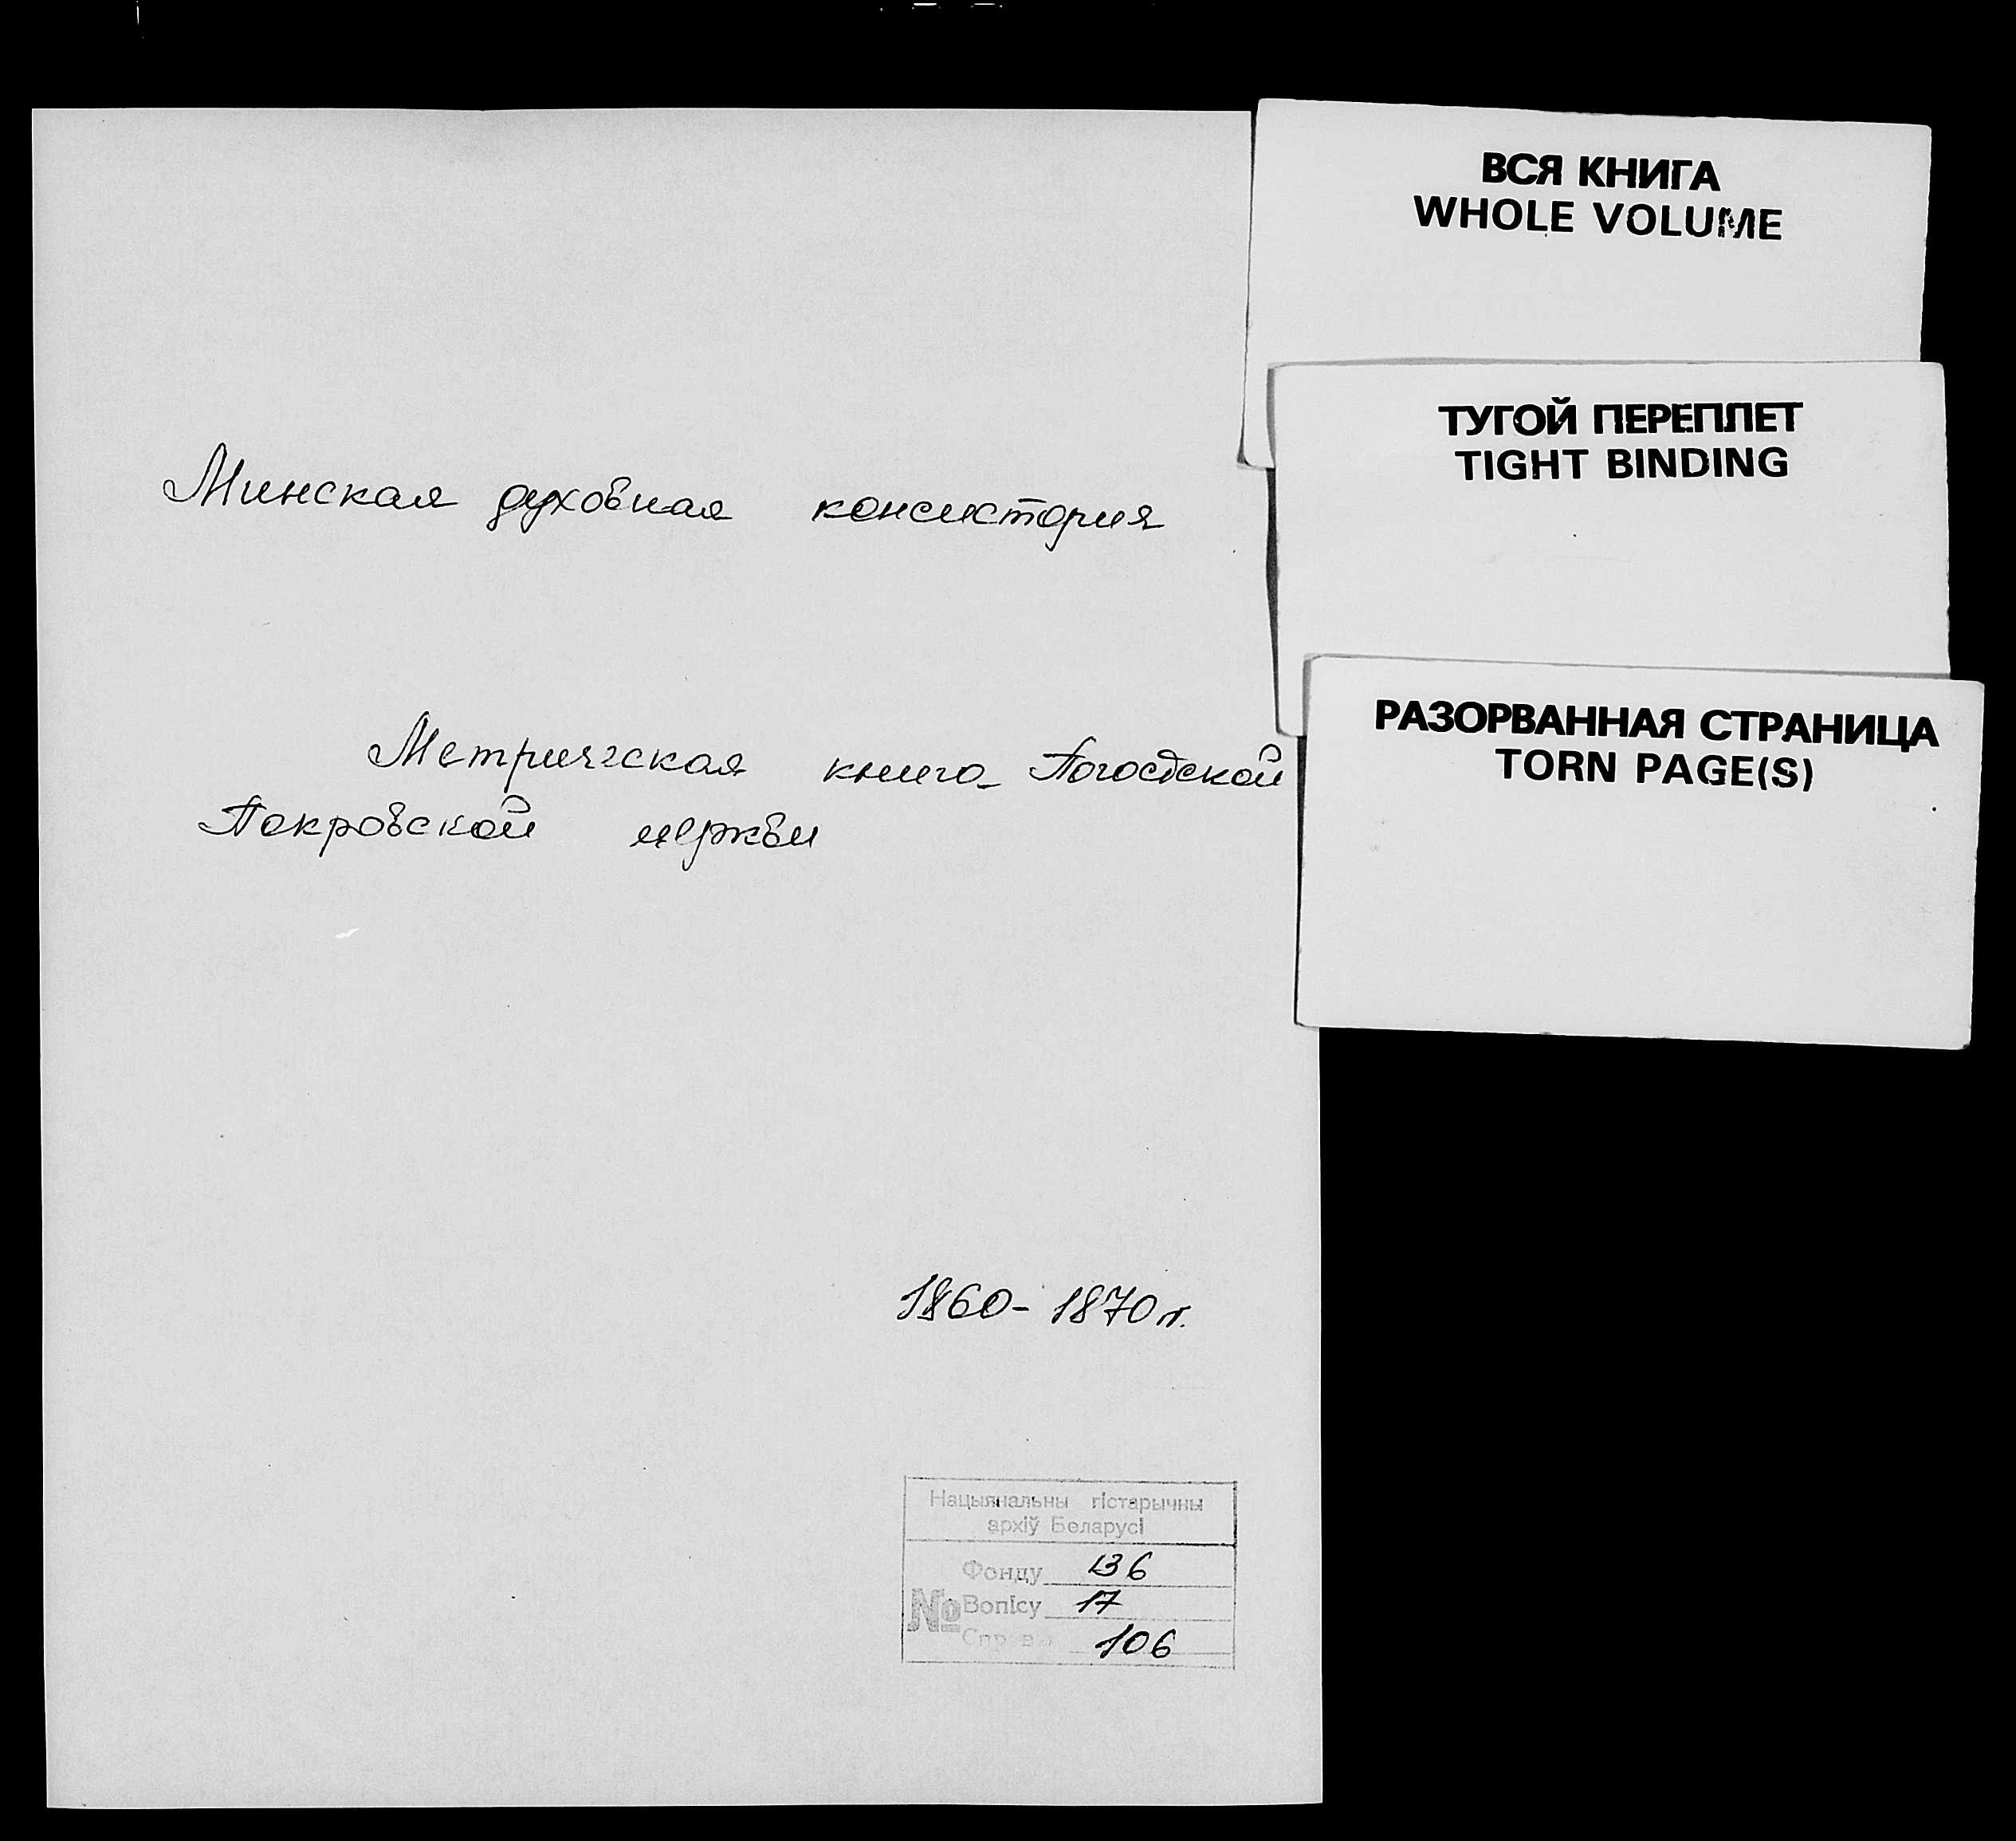 Минская духовная консистория
Метрическая книга Погостской
Покровской церкви
1860-1870 г.
Нацыянальны гістарычны
архіў Беларусі
Фонду 136
№ Вопісу 17
Справы 106
ВСЯ КНИГА
WHOLE VOLUME
ТУГОЙ ПЕРЕПЛЕТ
TIGHT BINDING
РАЗОРВАННАЯ СТРАНИЦА
TORN PAGE(S)